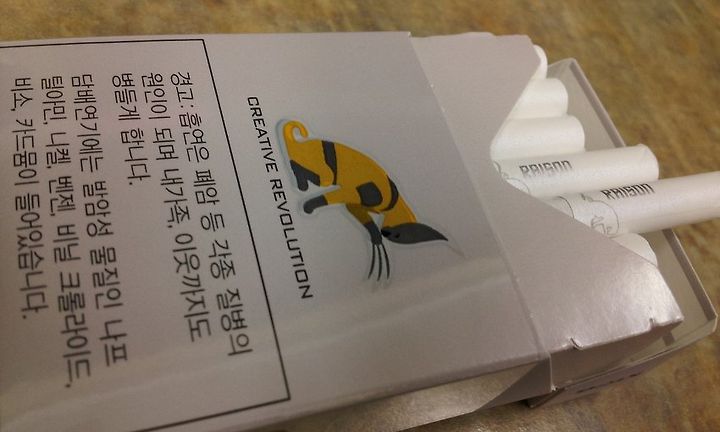 CREATIVE REVOLUTION
경고: 흡연은 폐암 등 각종 질병의
원인이 되며 내가족, 이웃까지도
병들게 합니다.
담배연기에는 발암성 물질인 나프
틸아민, 니켈, 벤젠, 비닐 크롤라이드,
비소, 카드뮴이 들어있습니다.
RAISON
RAISON